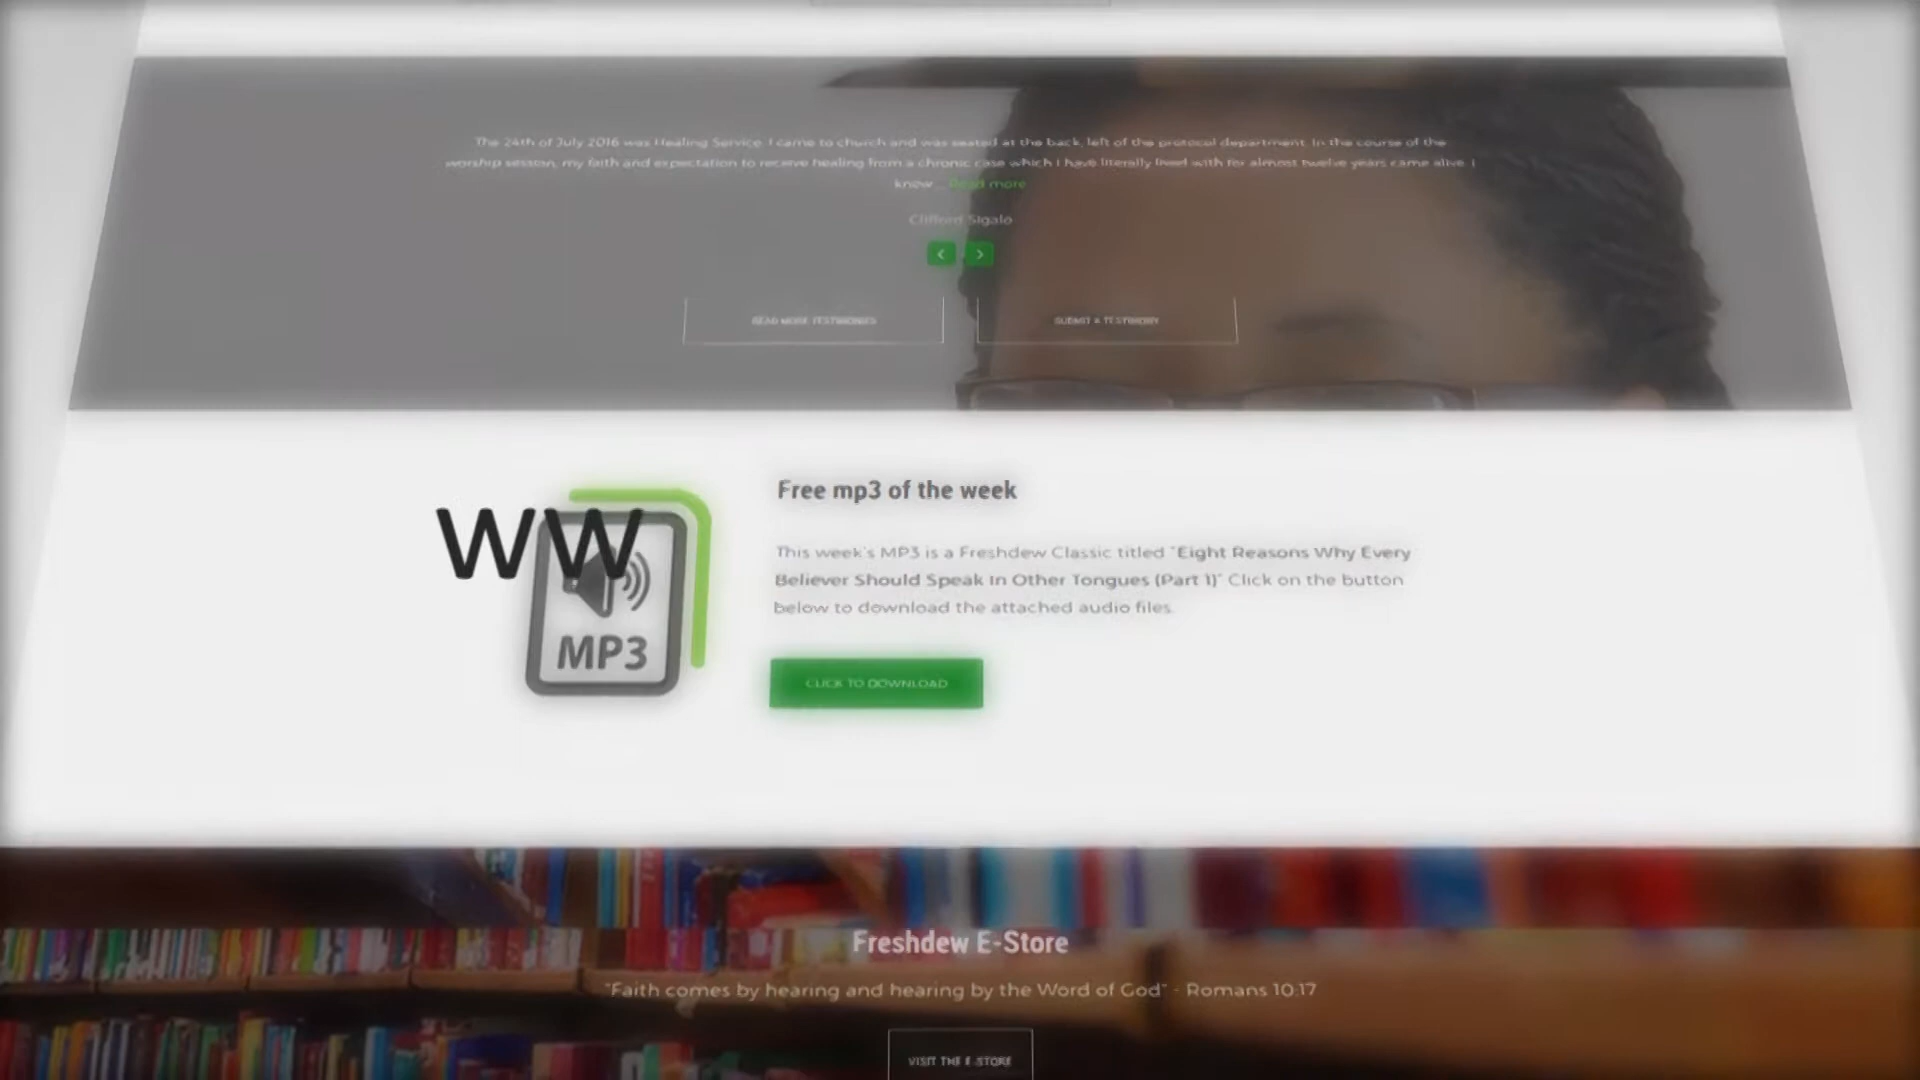 The 24th of July 2016 was Healing Service. I came to church and was seated at the back, left of the protocol department. In the course of the
worship session, my faith and expectation to receive healing from a chronic case which I have literally lived with for almost twelve years came alive. I
know... Read more
Clifford Sigalo
READ MORE TESTIMONIES
SUBMIT A TESTIMONY
Free mp3 of the week
ww
MP3
This week's MP3 is a Freshdew Classic titled "Eight Reasons Why Every
Believer Should Speak In Other Tongues (Part 1)" Click on the button
below to download the attached audio files.
CLICK TO DOWNLOAD
Freshdew E-Store
"Faith comes by hearing and hearing by the Word of God" - Romans 10:17
VISIT THE E-STORE